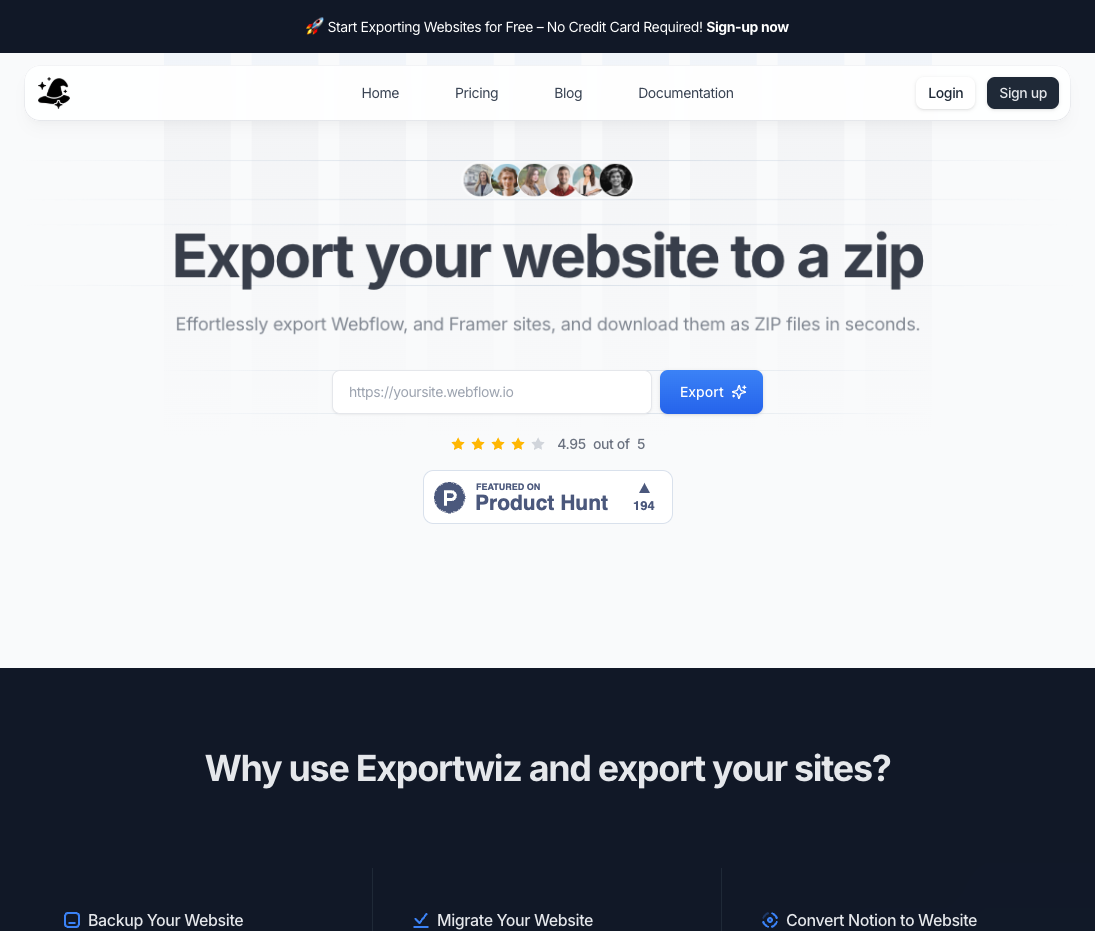 🚀 Start Exporting Websites for Free – No Credit Card Required! Sign-up now
Home Pricing Blog Documentation Login Sign up
Export your website to a zip
Effortlessly export Webflow, and Framer sites, and download them as ZIP files in seconds.
https://yoursite.webflow.io Export
4.95 out of 5
P FEATURED ON
Product Hunt 194
Why use Exportwiz and export your sites?
Backup Your Website Migrate Your Website Convert Notion to Website